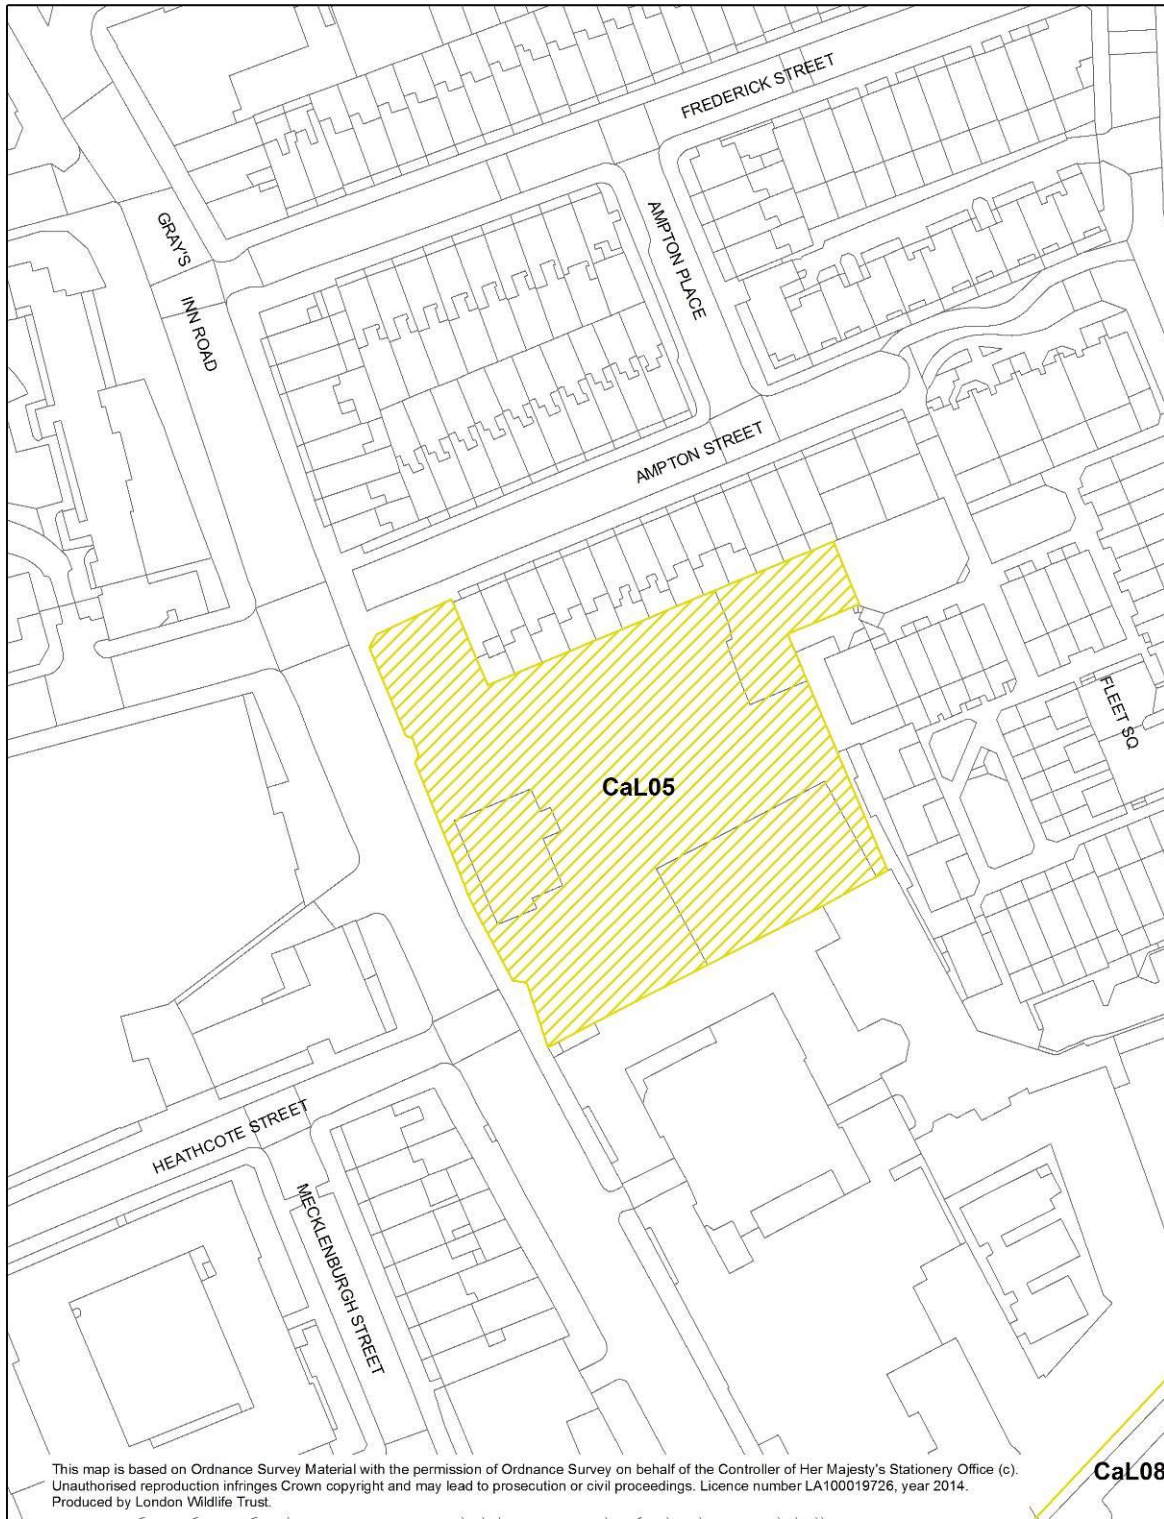 FREDERICK STREET
GRAY'S
INN ROAD
AMPTON PLACE
AMPTON STREET
FLEET SQ
CaL05
HEATHCOTE STREET
MECKLENBURGH STREET
This map is based on Ordnance Survey Material with the permission of Ordnance Survey on behalf of the Controller of Her Majesty's Stationery Office (c).
Unauthorised reproduction infringes Crown copyright and may lead to prosecution or civil proceedings. Licence number LA100019726, year 2014.
Produced by London Wildlife Trust.
CaL08